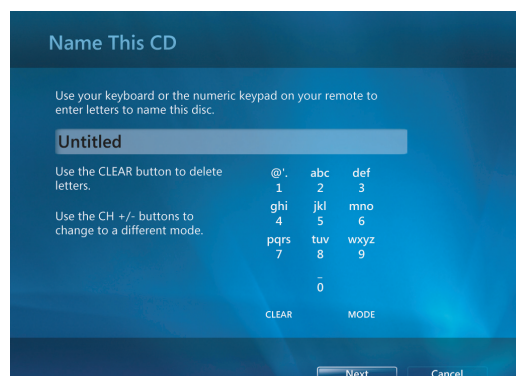 Name This CD
Use your keyboard or the numeric keypad on your remote to
enter letters to name this disc.
Untitled
Use the CLEAR button to delete
letters.
Use the CH +/- buttons to
change to a different mode.
@'. abc def
1 2 3
ghi jkl mno
4 5 6
pqrs tuv wxyz
7 8 9
_
0
CLEAR MODE
Next Cancel